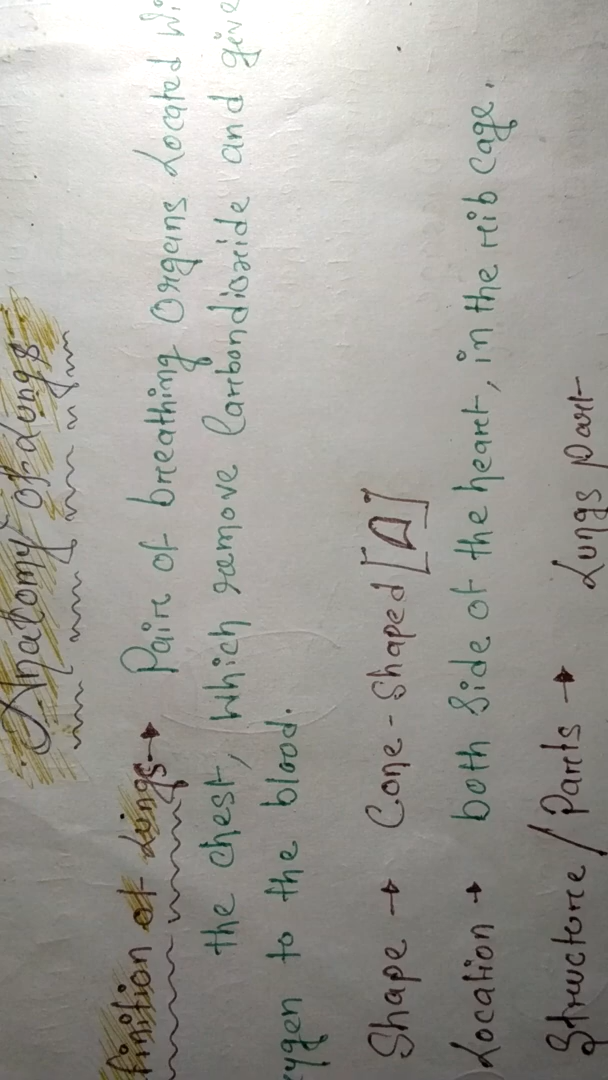 Anatomy of Lungs
finition of Lungs → Pair of breathing Organs Located wi
the chest, which remove Carbondioxide and give
xygen to the blood.
Shape → Cone-shaped [△]
Location → both side of the heart, in the rib cage.
Structure/Parts → Lungs part